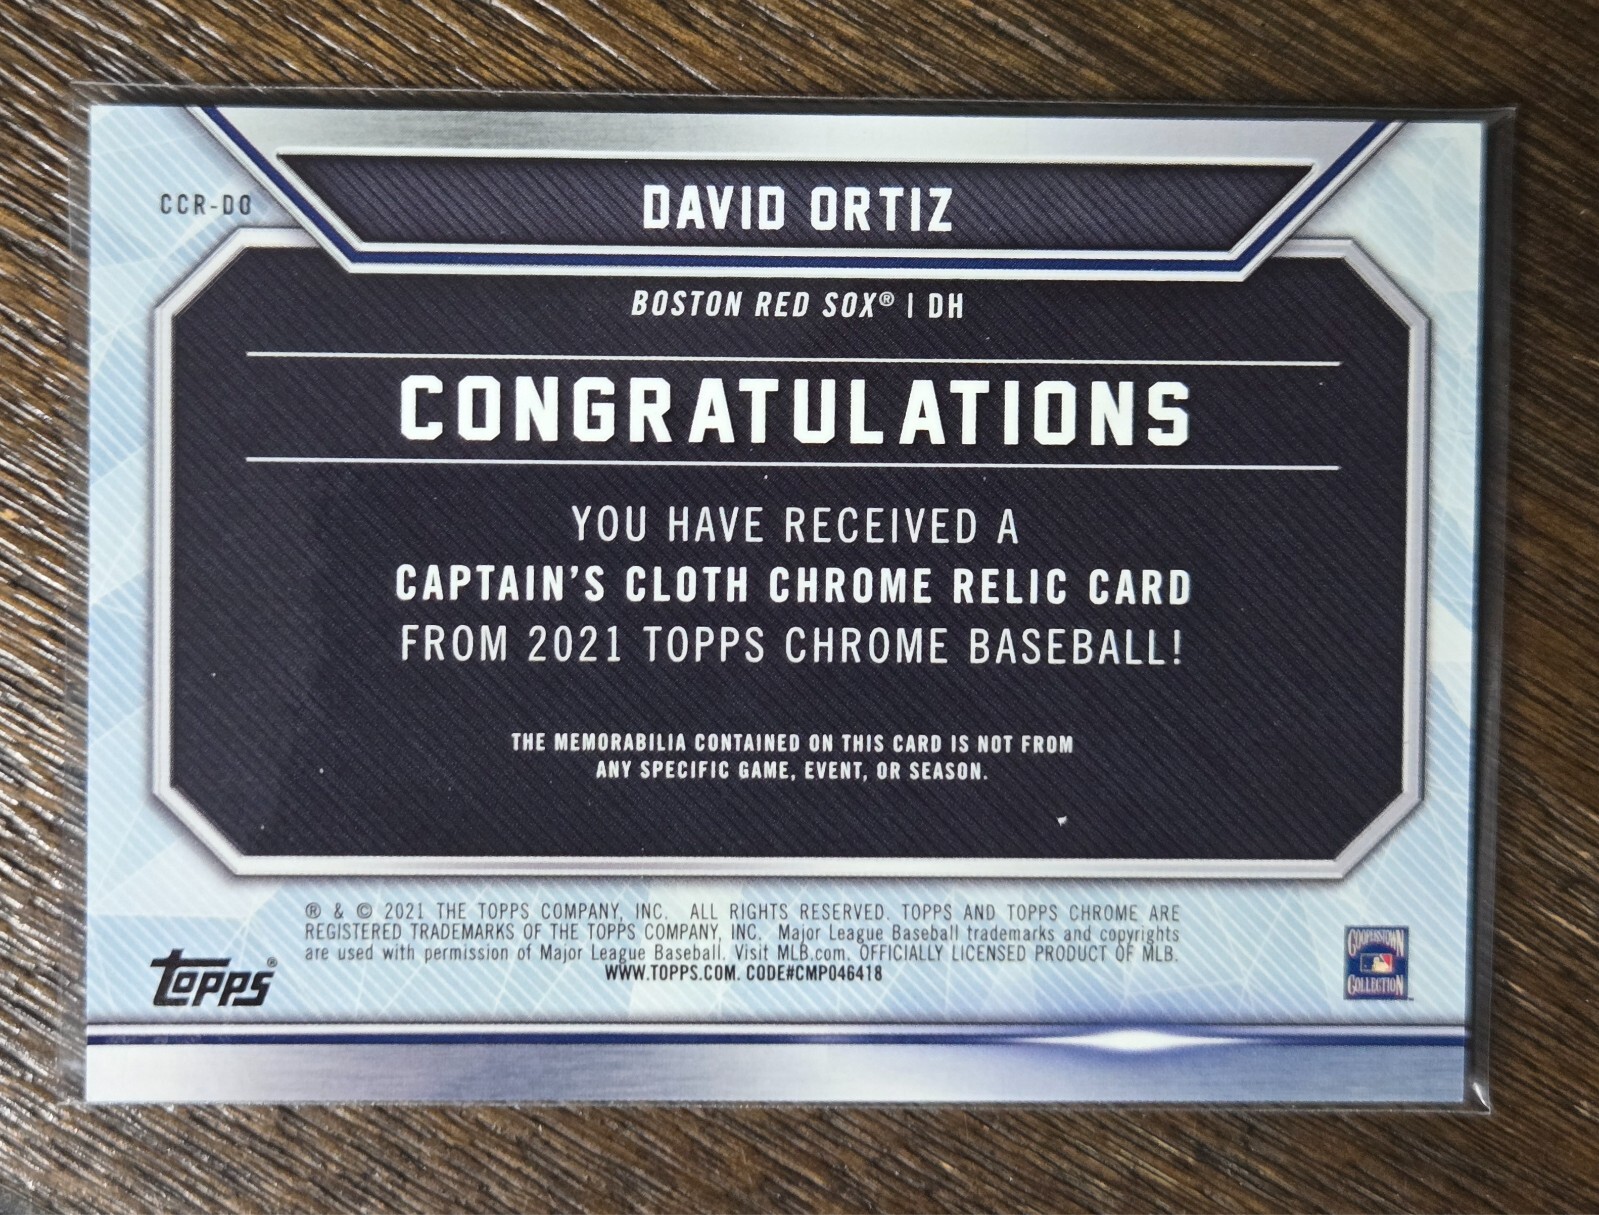 CCR-DO
DAVID ORTIZ
BOSTON RED SOX® | DH
CONGRATULATIONS
YOU HAVE RECEIVED A
CAPTAIN'S CLOTH CHROME RELIC CARD
FROM 2021 TOPPS CHROME BASEBALL!
THE MEMORABILIA CONTAINED ON THIS CARD IS NOT FROM
ANY SPECIFIC GAME, EVENT, OR SEASON.
® & © 2021 THE TOPPS COMPANY, INC. ALL RIGHTS RESERVED. TOPPS AND TOPPS CHROME ARE
REGISTERED TRADEMARKS OF THE TOPPS COMPANY, INC. Major League Baseball trademarks and copyrights
are used with permission of Major League Baseball. Visit MLB.com. OFFICIALLY LICENSED PRODUCT OF MLB.
WWW.TOPPS.COM. CODE#CMP046418
topps®
COOPERSTOWN
COLLECTION™